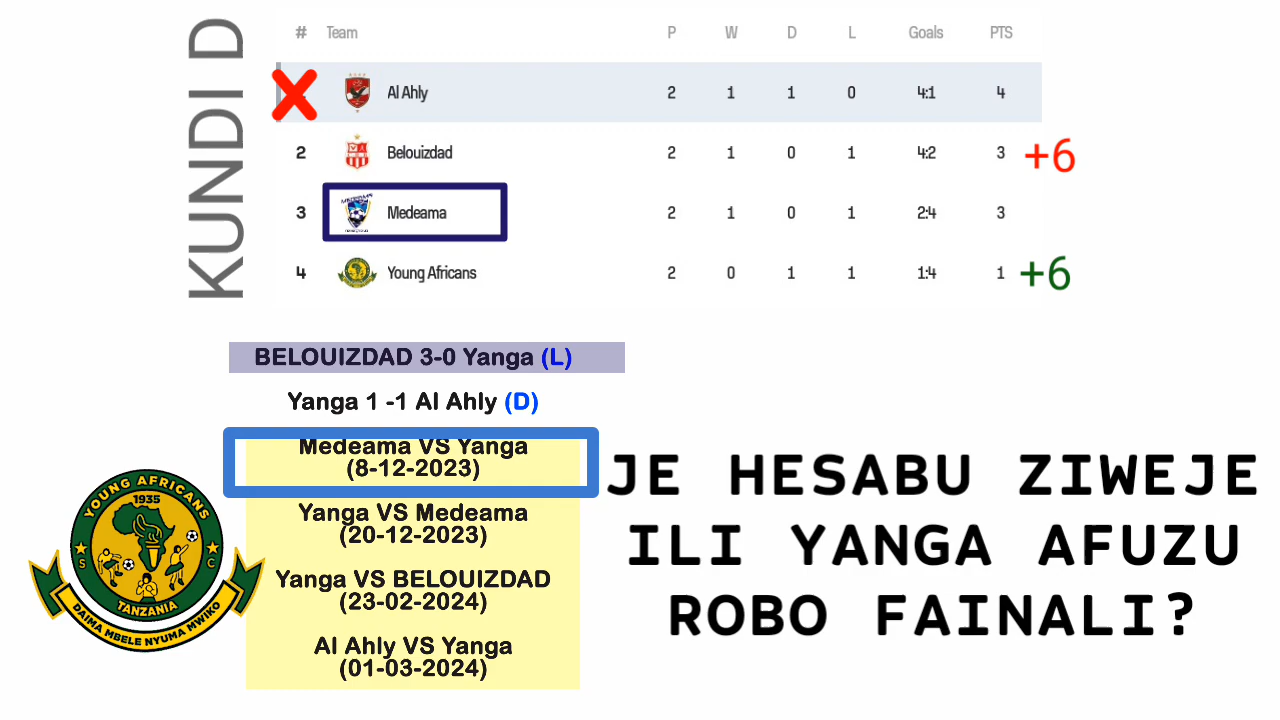 KUNDI D
# Team P W D L Goals PTS
Al Ahly 2 1 1 0 4:1 4
2 Belouizdad 2 1 0 1 4:2 3 +6
3 MEDEAMA Medeama 2 1 0 1 2:4 3
4 Young Africans 2 0 1 1 1:4 1 +6
BELOUIZDAD 3-0 Yanga (L)
Yanga 1 -1 Al Ahly (D)
Medeama VS Yanga
(8-12-2023)
Yanga VS Medeama
(20-12-2023)
Yanga VS BELOUIZDAD
(23-02-2024)
Al Ahly VS Yanga
(01-03-2024)
YOUNG AFRICANS
1935
S C
TANZANIA
DAIMA MBELE NYUMA MWIKO
JE HESABU ZIWEJE
ILI YANGA AFUZU
ROBO FAINALI?